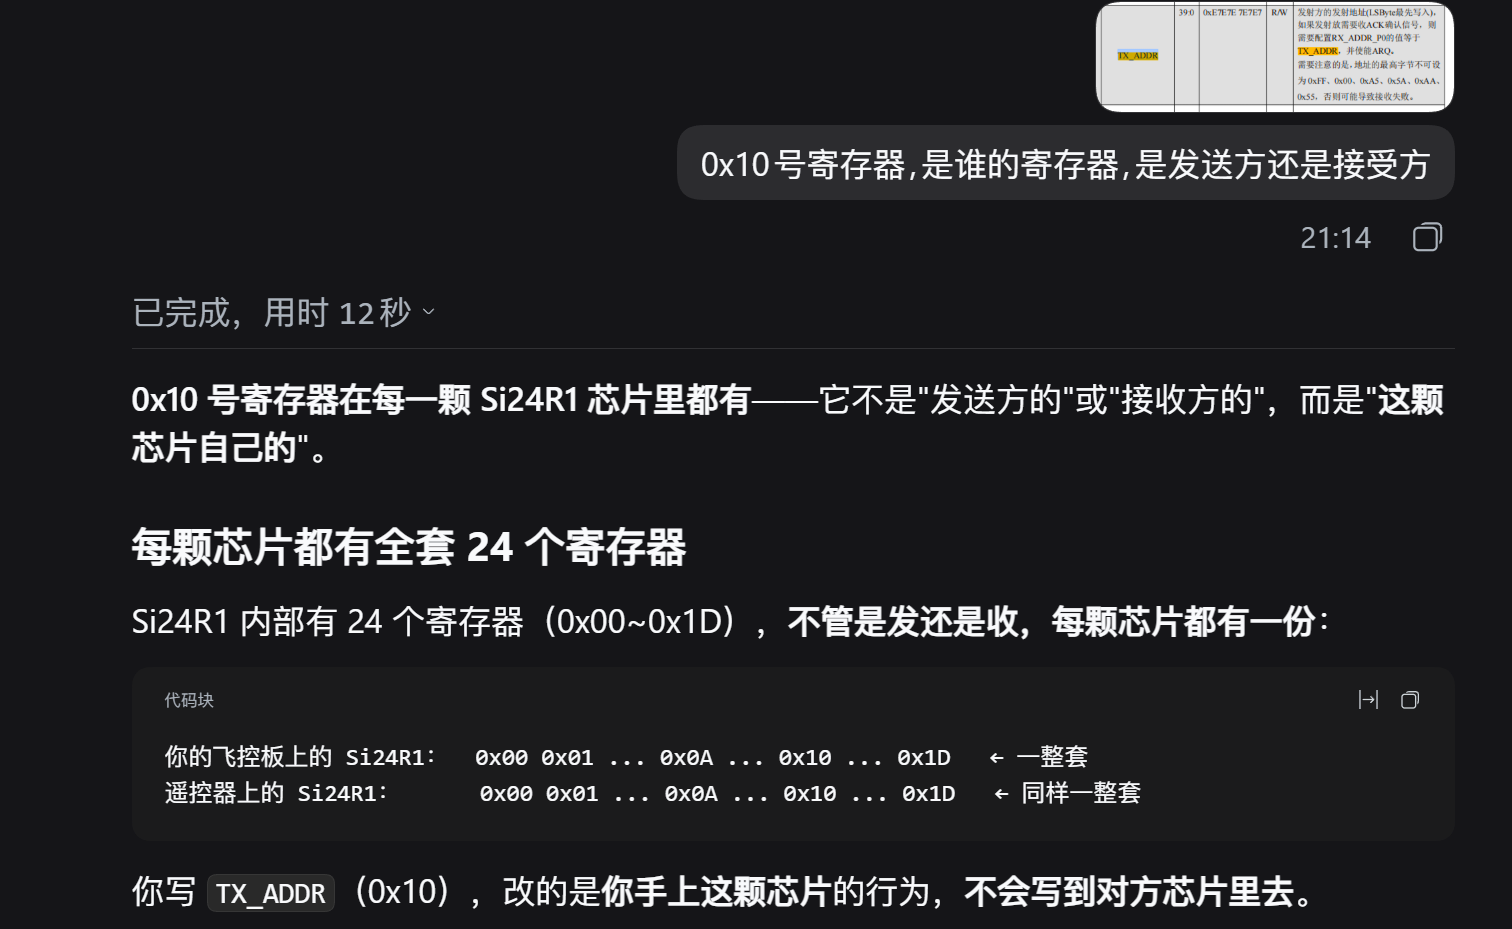 39:0 0xE7E7E 7E7E7 R/W 发射方的发射地址(LSByte最先写入),
如果发射放需要收ACK确认信号，则
需要配置RX_ADDR_P0的值等于
TX_ADDR TX_ADDR，并使能ARQ。
需要注意的是,地址的最高字节不可设
为 0xFF、0x00、0xA5、0x5A、0xAA、
0x55，否则可能导致接收失败。
0x10号寄存器,是谁的寄存器,是发送方还是接受方
21:14
已完成，用时 12秒
0x10 号寄存器在每一颗 Si24R1 芯片里都有——它不是"发送方的"或"接收方的"，而是"这颗
芯片自己的"。
每颗芯片都有全套 24 个寄存器
Si24R1 内部有 24 个寄存器（0x00~0x1D），不管是发还是收，每颗芯片都有一份：
代码块
你的飞控板上的 Si24R1： 0x00 0x01 ... 0x0A ... 0x10 ... 0x1D ← 一整套
遥控器上的 Si24R1： 0x00 0x01 ... 0x0A ... 0x10 ... 0x1D ← 同样一整套
你写 TX_ADDR （0x10），改的是你手上这颗芯片的行为，不会写到对方芯片里去。